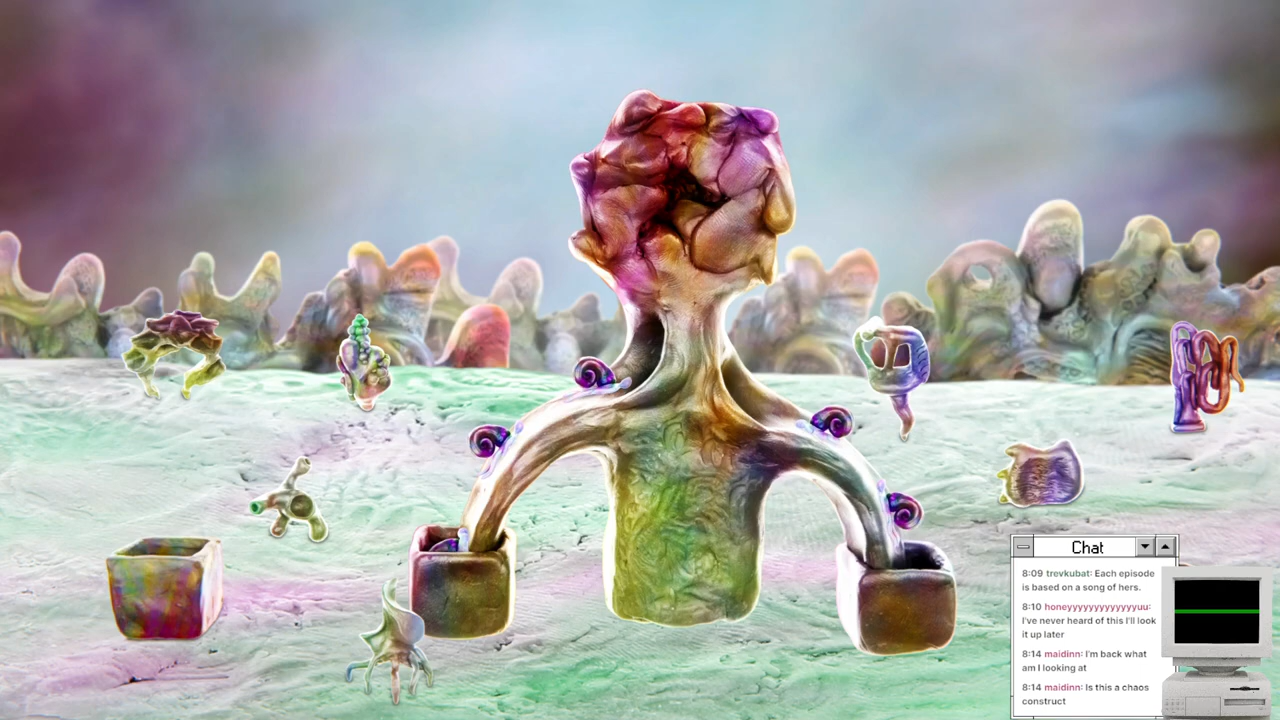 Chat
8:09 trevkubat: Each episode
is based on a song of hers.
8:10 honeyyyyyyyyyyyyyuu:
I've never heard of this I'll look
it up later
8:14 maidinn: I'm back what
am I looking at
8:14 maidinn: Is this a chaos
construct